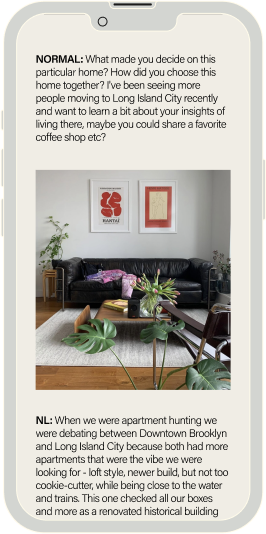 NORMAL: What made you decide on this
particular home? How did you choose this
home together? I've been seeing more
people moving to Long Island City recently
and want to learn a bit about your insights of
living there, maybe you could share a favorite
coffee shop etc?
NL: When we were apartment hunting we
were debating between Downtown Brooklyn
and Long Island City because both had more
apartments that were the vibe we were
looking for - loft style, newer build, but not too
cookie-cutter, while being close to the water
and trains. This one checked all our boxes
and more as a renovated historical building